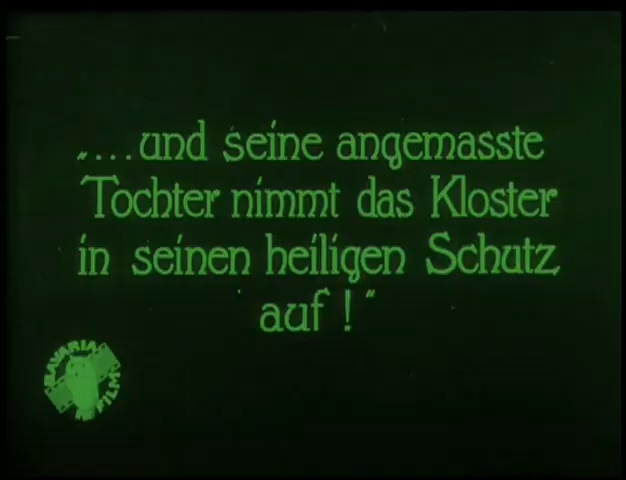 „...und seine angemasste
Tochter nimmt das Kloster
in seinen heiligen Schutz
auf!“
BAVARIA
FILM